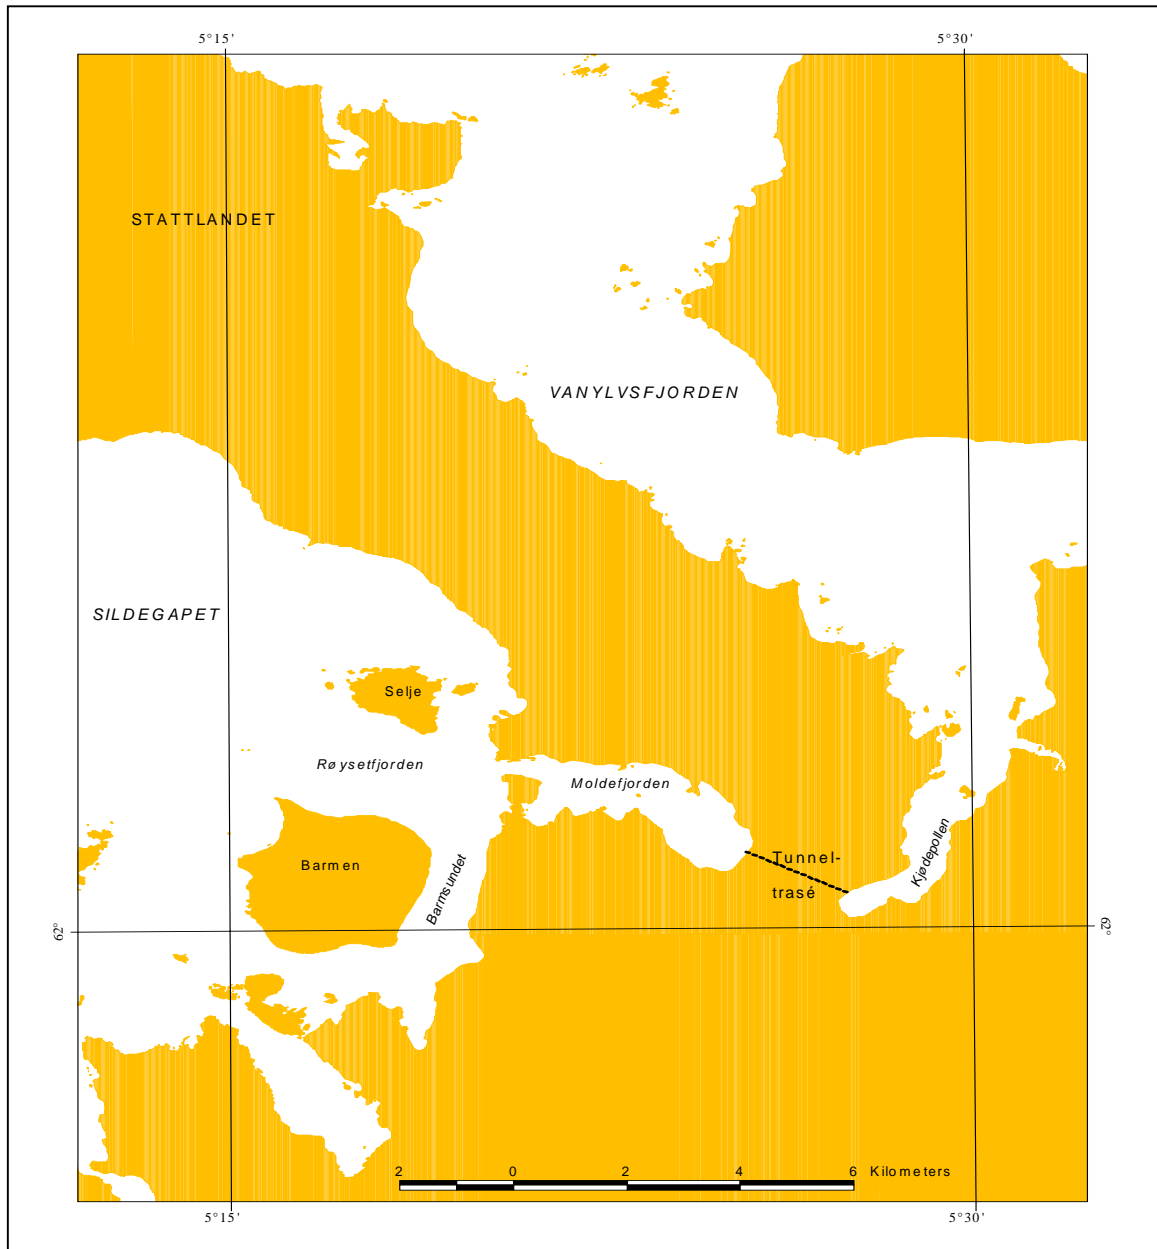 5°15' 5°30'
STATTLANDET
VANYLVSFJORDEN
SILDEGAPET
Selje
Røysetfjorden
Moldefjorden
Tunnel-
trasé
Kjødepollen
Barmen
Barmsundet
62° 62°
2 0 2 4 6 Kilometers
5°15' 5°30'